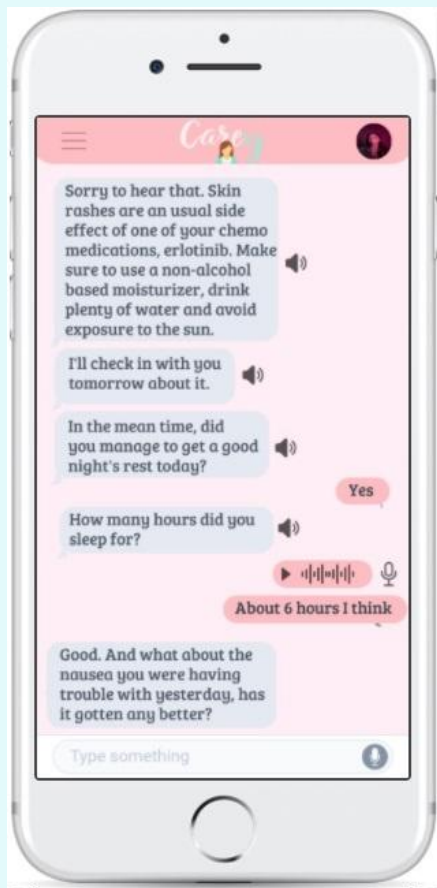 Casey
Sorry to hear that. Skin
rashes are an usual side
effect of one of your chemo
medications, erlotinib. Make
sure to use a non-alcohol
based moisturizer, drink
plenty of water and avoid
exposure to the sun.
I'll check in with you
tomorrow about it.
In the mean time, did
you manage to get a good
night's rest today?
Yes
How many hours did you
sleep for?
About 6 hours I think
Good. And what about the
nausea you were having
trouble with yesterday, has
it gotten any better?
Type something